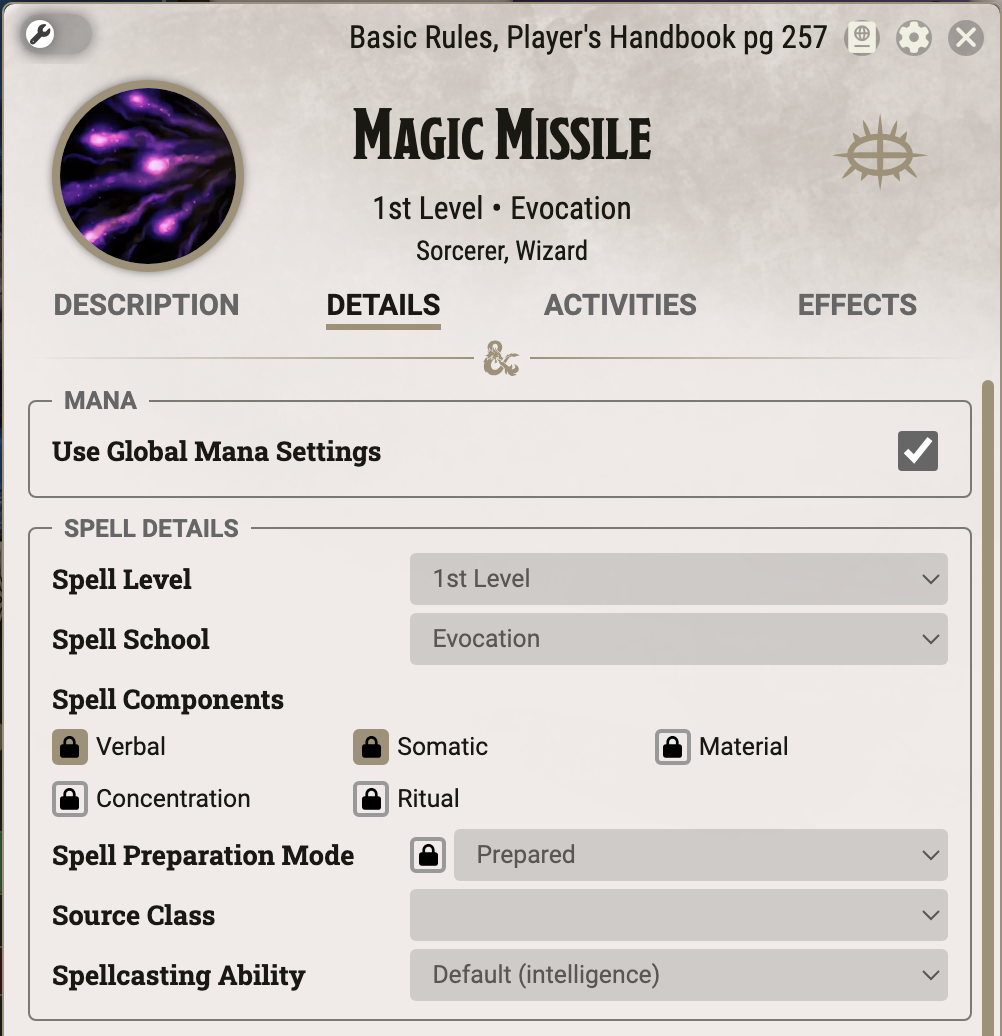 Basic Rules, Player's Handbook pg 257
MAGIC MISSILE
1st Level • Evocation
Sorcerer, Wizard
DESCRIPTION DETAILS ACTIVITIES EFFECTS
&
MANA
Use Global Mana Settings
SPELL DETAILS
Spell Level 1st Level
Spell School Evocation
Spell Components
Verbal Somatic Material
Concentration Ritual
Spell Preparation Mode Prepared
Source Class
Spellcasting Ability Default (intelligence)